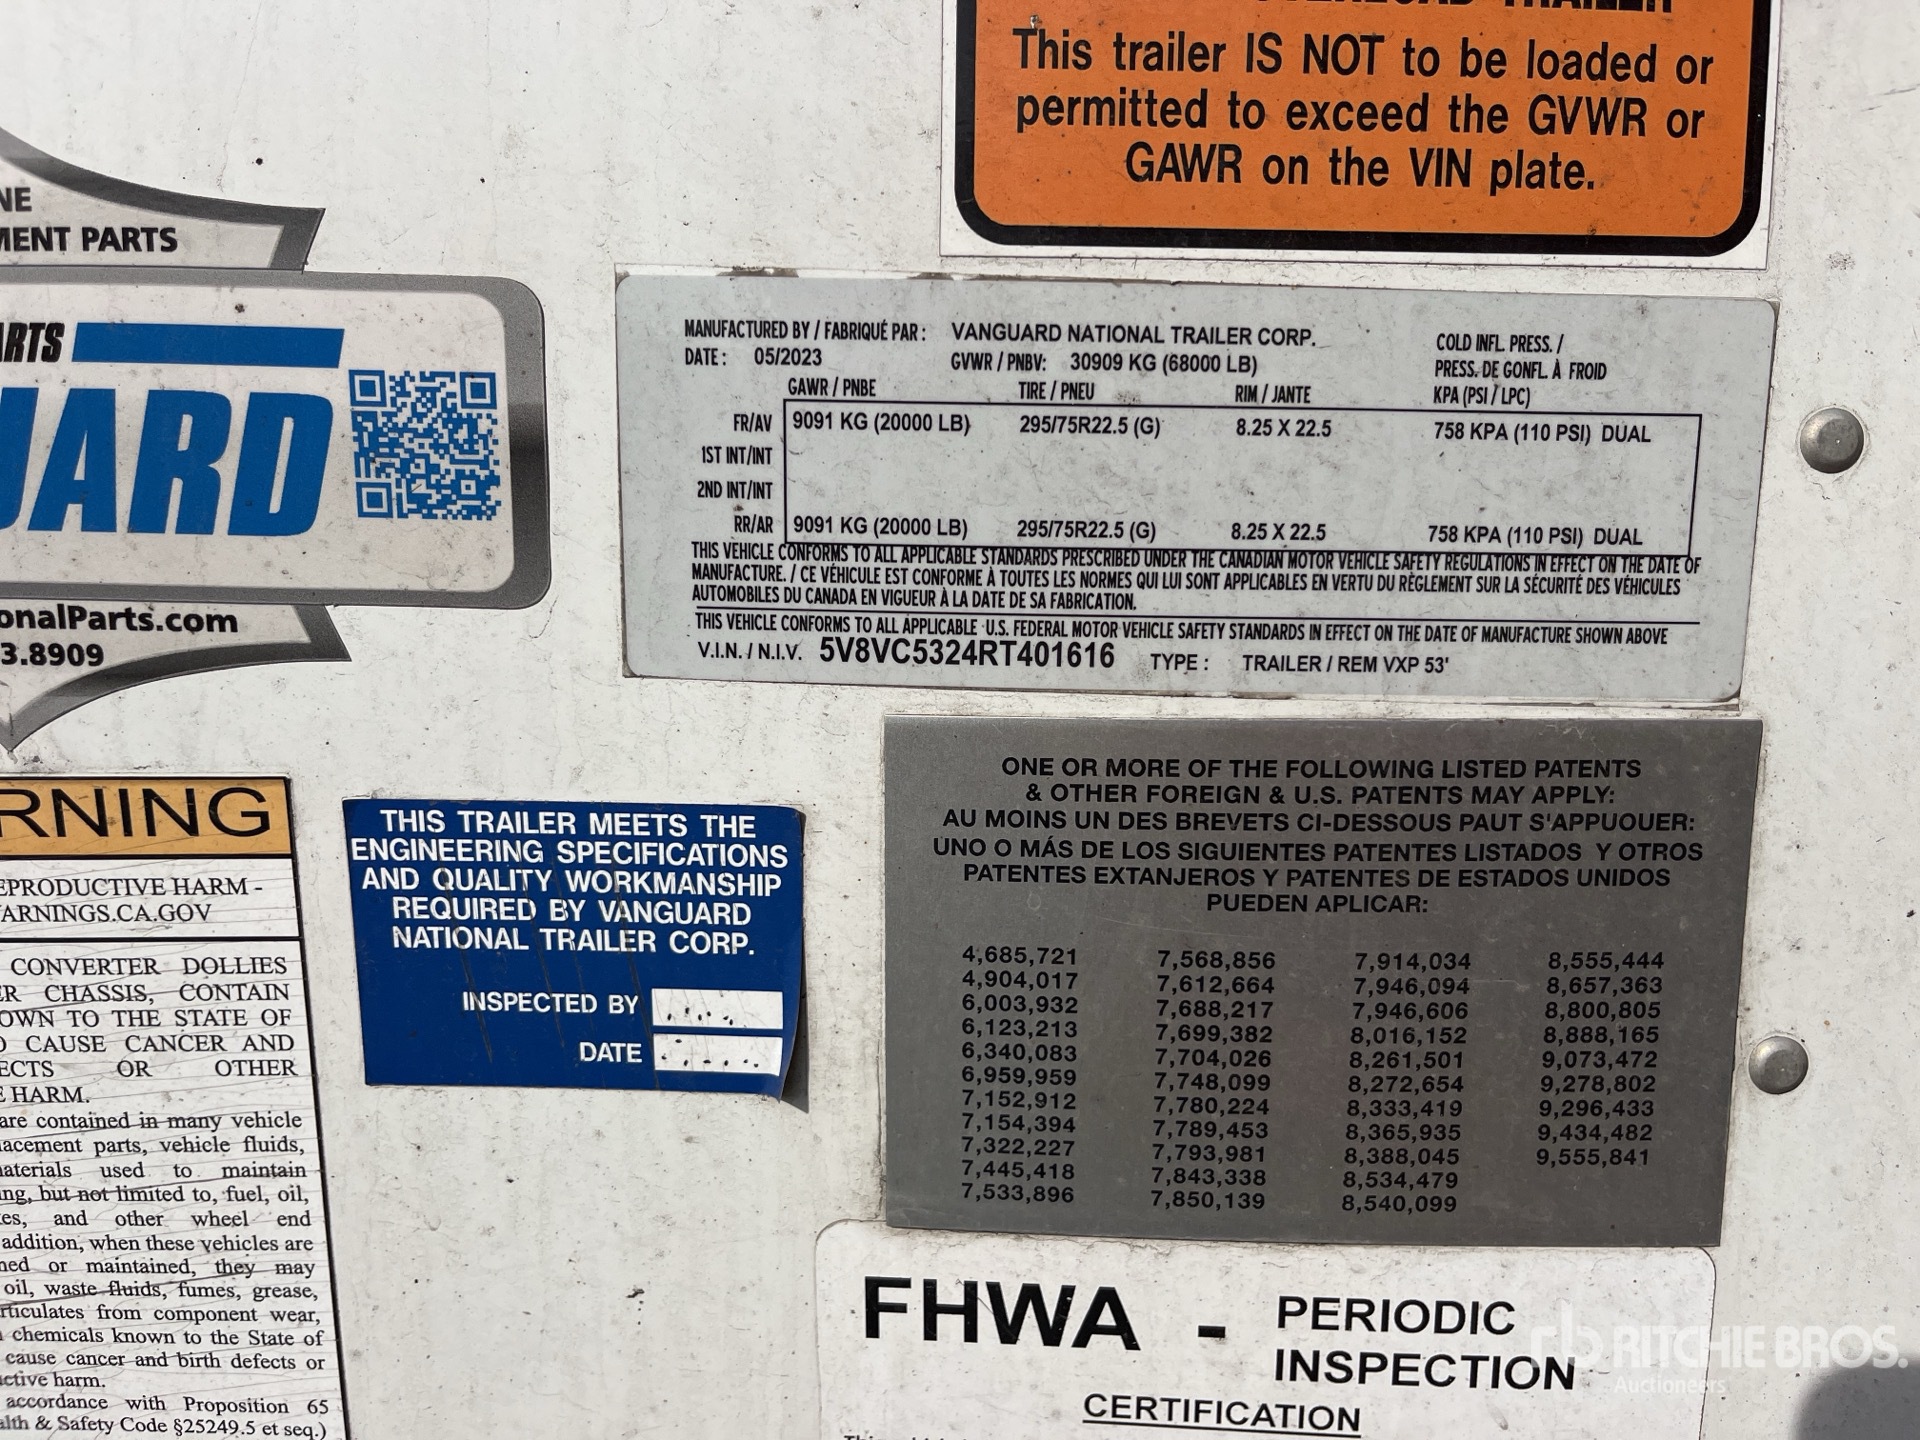 This trailer IS NOT to be loaded or
permitted to exceed the GVWR or
GAWR on the VIN plate.
MENT PARTS
ARTS
UARD
onalParts.com
3.8909
MANUFACTURED BY / FABRIQUÉ PAR : VANGUARD NATIONAL TRAILER CORP.
DATE : 05/2023 GVWR / PNBV: 30909 KG (68000 LB)
COLD INFL. PRESS. /
PRESS. DE GONFL. À FROID
KPA (PSI / LPC)
GAWR / PNBE TIRE / PNEU RIM / JANTE
FR/AV 9091 KG (20000 LB) 295/75R22.5 (G) 8.25 X 22.5 758 KPA (110 PSI) DUAL
1ST INT/INT
2ND INT/INT
RR/AR 9091 KG (20000 LB) 295/75R22.5 (G) 8.25 X 22.5 758 KPA (110 PSI) DUAL
THIS VEHICLE CONFORMS TO ALL APPLICABLE STANDARDS PRESCRIBED UNDER THE CANADIAN MOTOR VEHICLE SAFETY REGULATIONS IN EFFECT ON THE DATE OF
MANUFACTURE. / CE VÉHICULE EST CONFORME À TOUTES LES NORMES QUI LUI SONT APPLICABLES EN VERTU DU RÈGLEMENT SUR LA SÉCURITÉ DES VÉHICULES
AUTOMOBILES DU CANADA EN VIGUEUR À LA DATE DE SA FABRICATION.
THIS VEHICLE CONFORMS TO ALL APPLICABLE U.S. FEDERAL MOTOR VEHICLE SAFETY STANDARDS IN EFFECT ON THE DATE OF MANUFACTURE SHOWN ABOVE
V.I.N. / N.I.V. 5V8VC5324RT401616 TYPE : TRAILER / REM VXP 53'
RNING
EPRODUCTIVE HARM -
ARNINGS.CA.GOV
CONVERTER DOLLIES
ER CHASSIS, CONTAIN
OWN TO THE STATE OF
O CAUSE CANCER AND
ECTS OR OTHER
E HARM.
are contained in many vehicle
lacement parts, vehicle fluids,
aterials used to maintain
ng, but not limited to, fuel, oil,
es, and other wheel end
addition, when these vehicles are
ned or maintained, they may
oil, waste fluids, fumes, grease,
rticulates from component wear,
chemicals known to the State of
cause cancer and birth defects or
ctive harm.
accordance with Proposition 65
alth & Safety Code §25249.5 et seq.)
THIS TRAILER MEETS THE
ENGINEERING SPECIFICATIONS
AND QUALITY WORKMANSHIP
REQUIRED BY VANGUARD
NATIONAL TRAILER CORP.
INSPECTED BY
DATE
ONE OR MORE OF THE FOLLOWING LISTED PATENTS
& OTHER FOREIGN & U.S. PATENTS MAY APPLY:
AU MOINS UN DES BREVETS CI-DESSOUS PAUT S'APPUOUER:
UNO O MÁS DE LOS SIGUIENTES PATENTES LISTADOS Y OTROS
PATENTES EXTANJEROS Y PATENTES DE ESTADOS UNIDOS
PUEDEN APLICAR:
4,685,721 7,568,856 7,914,034 8,555,444
4,904,017 7,612,664 7,946,094 8,657,363
6,003,932 7,688,217 7,946,606 8,800,805
6,123,213 7,699,382 8,016,152 8,888,165
6,340,083 7,704,026 8,261,501 9,073,472
6,959,959 7,748,099 8,272,654 9,278,802
7,152,912 7,780,224 8,333,419 9,296,433
7,154,394 7,789,453 8,365,935 9,434,482
7,322,227 7,793,981 8,388,045 9,555,841
7,445,418 7,843,338 8,534,479
7,533,896 7,850,139 8,540,099
FHWA - PERIODIC
INSPECTION
CERTIFICATION
rb RITCHIE BROS.
Auctioneers